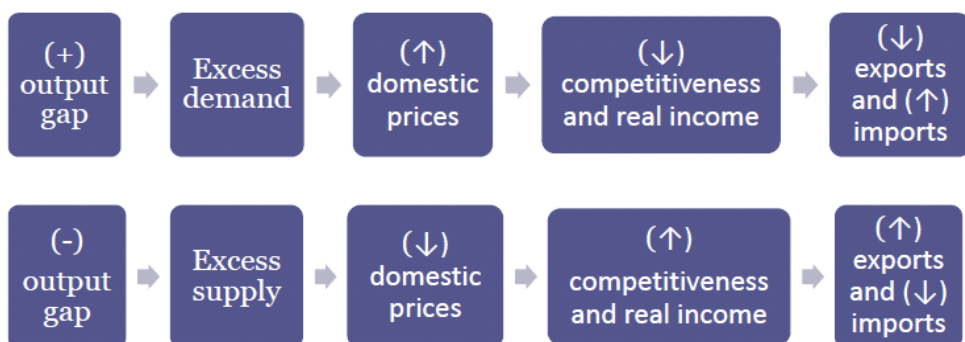 (+)
output
gap
Excess
demand
(↑)
domestic
prices
(↓)
competitiveness
and real income
(↓)
exports
and (↑)
imports
(-)
output
gap
Excess
supply
(↓)
domestic
prices
(↑)
competitiveness
and real income
(↑)
exports
and (↓)
imports